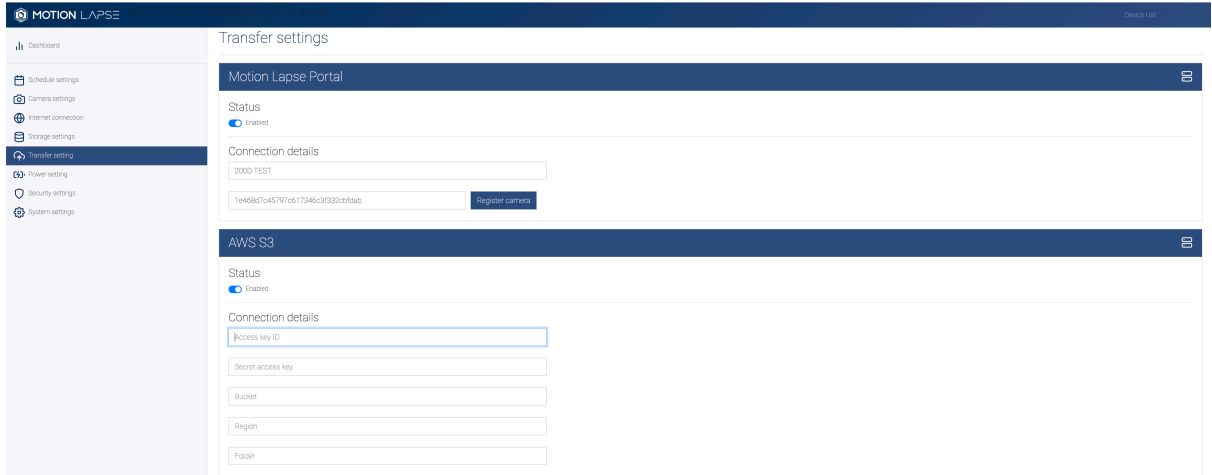 MOTION LAPSE
Device List
Dashboard
Schedule settings
Camera settings
Internet connection
Storage settings
Transfer setting
Power setting
Security settings
System settings
Transfer settings
Motion Lapse Portal
Status
Enabled
Connection details
200D TEST
1e468d7c45797c617346c3f332cbfdab
Register camera
AWS S3
Status
Enabled
Connection details
Access key ID
Secret access key
Bucket
Region
Folder